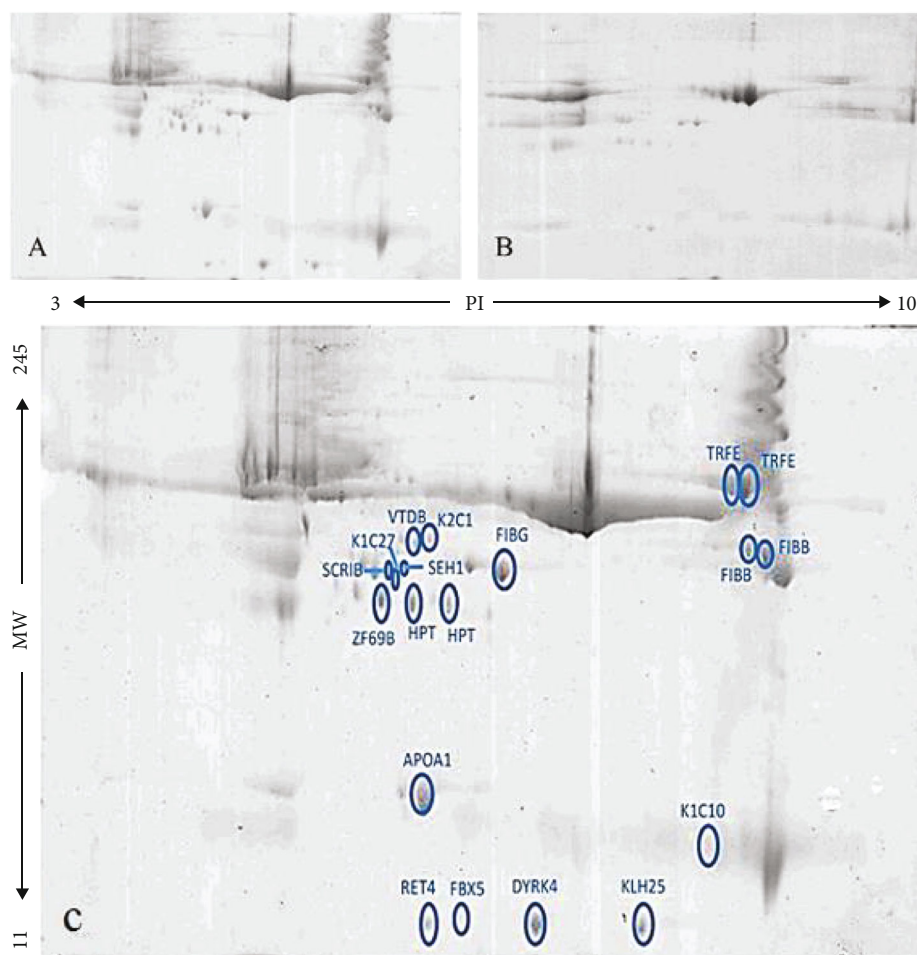 A
B
3
PI
10
245
MW
11
TRFE
TRFE
VTDB
K2C1
K1C27
FIBG
SCRIB
SEH1
FIBB
FIBB
ZF69B
HPT
HPT
APOA1
K1C10
RET4
FBX5
DYRK4
KLH25
C